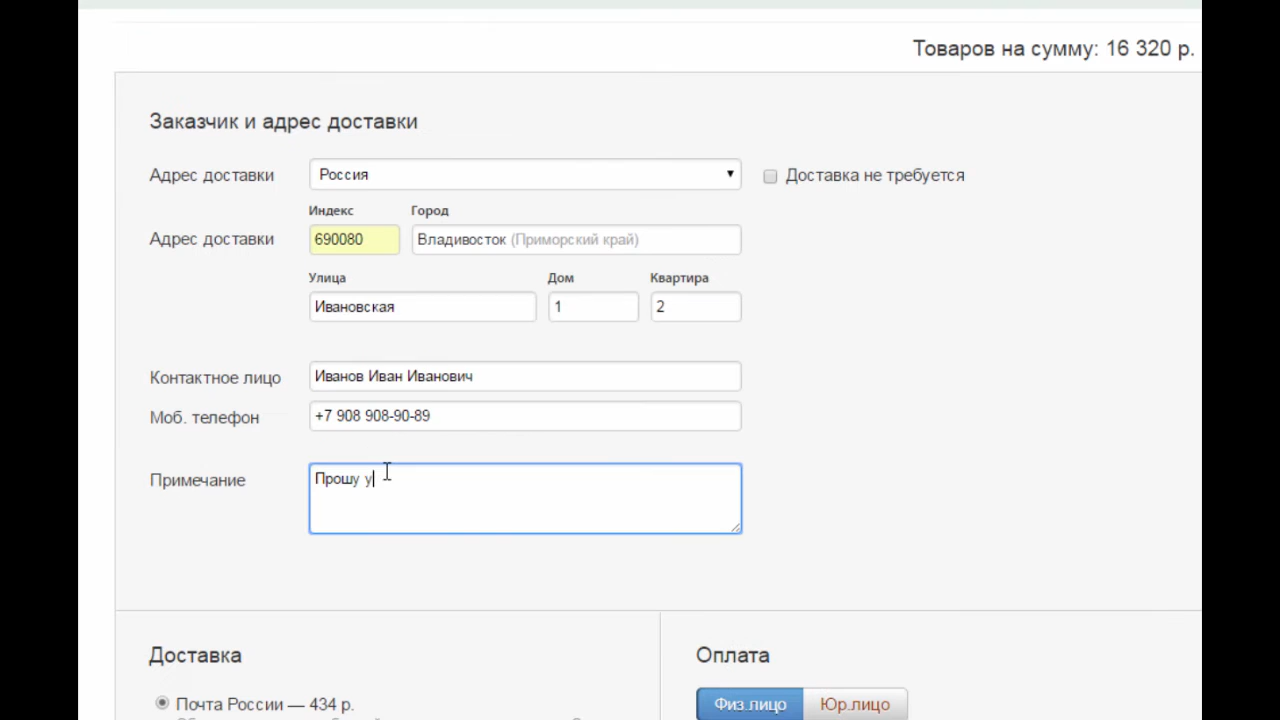 Товаров на сумму: 16 320 р.
Заказчик и адрес доставки
Адрес доставки Россия Доставка не требуется
Индекс Город
Адрес доставки 690080 Владивосток (Приморский край)
Улица Дом Квартира
Ивановская 1 2
Контактное лицо Иванов Иван Иванович
Моб. телефон +7 908 908-90-89
Примечание Прошу у
Доставка Оплата
Почта России — 434 р. Физ.лицо Юр.лицо